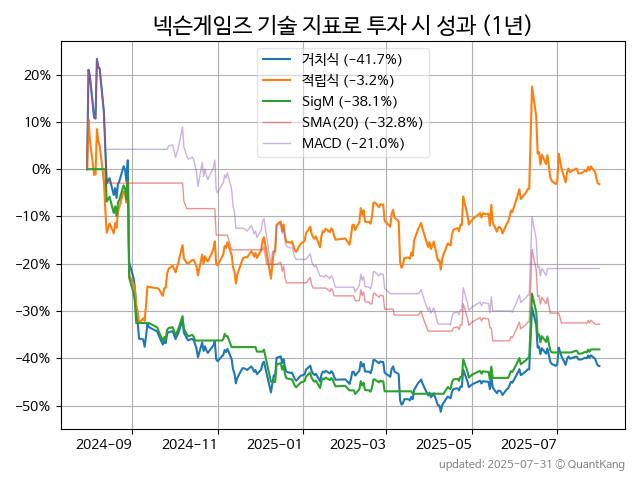 넥슨게임즈 기술 지표로 투자 시 성과 (1년)
거치식 (−41.7%)
적립식 (−3.2%)
SigM (−38.1%)
SMA(20) (−32.8%)
MACD (−21.0%)
20%
10%
0%
−10%
−20%
−30%
−40%
−50%
2024−09 2024−11 2025−01 2025−03 2025−05 2025−07
updated: 2025-07-31 © QuantKang